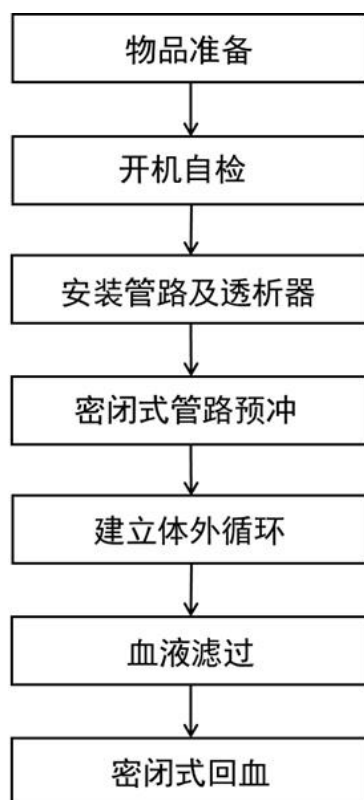 物品准备
开机自检
安装管路及透析器
密闭式管路预冲
建立体外循环
血液滤过
密闭式回血